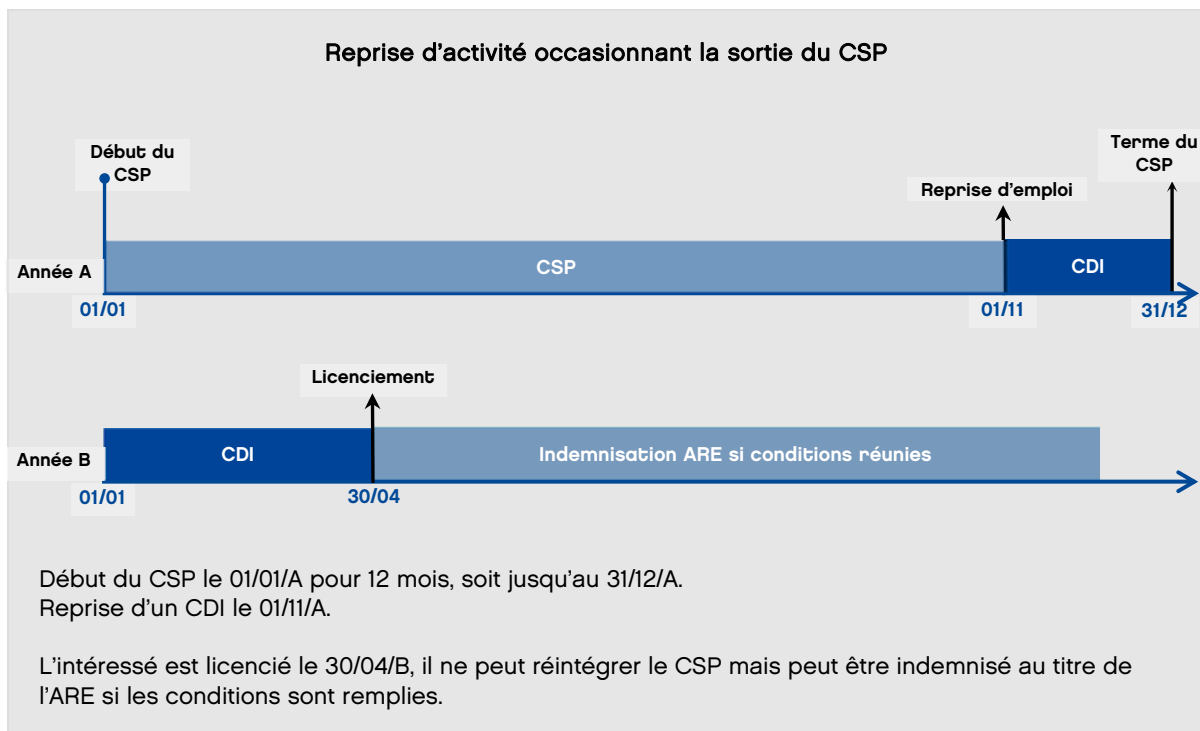 Reprise d'activité occasionnant la sortie du CSP
Début du
CSP
Reprise d'emploi
Terme du
CSP
Année A
CSP
CDI
01/01
01/11
31/12
Licenciement
Année B
CDI
Indemnisation ARE si conditions réunies
01/01
30/04
Début du CSP le 01/01/A pour 12 mois, soit jusqu'au 31/12/A.
Reprise d'un CDI le 01/11/A.
L'intéressé est licencié le 30/04/B, il ne peut réintégrer le CSP mais peut être indemnisé au titre de
l'ARE si les conditions sont remplies.